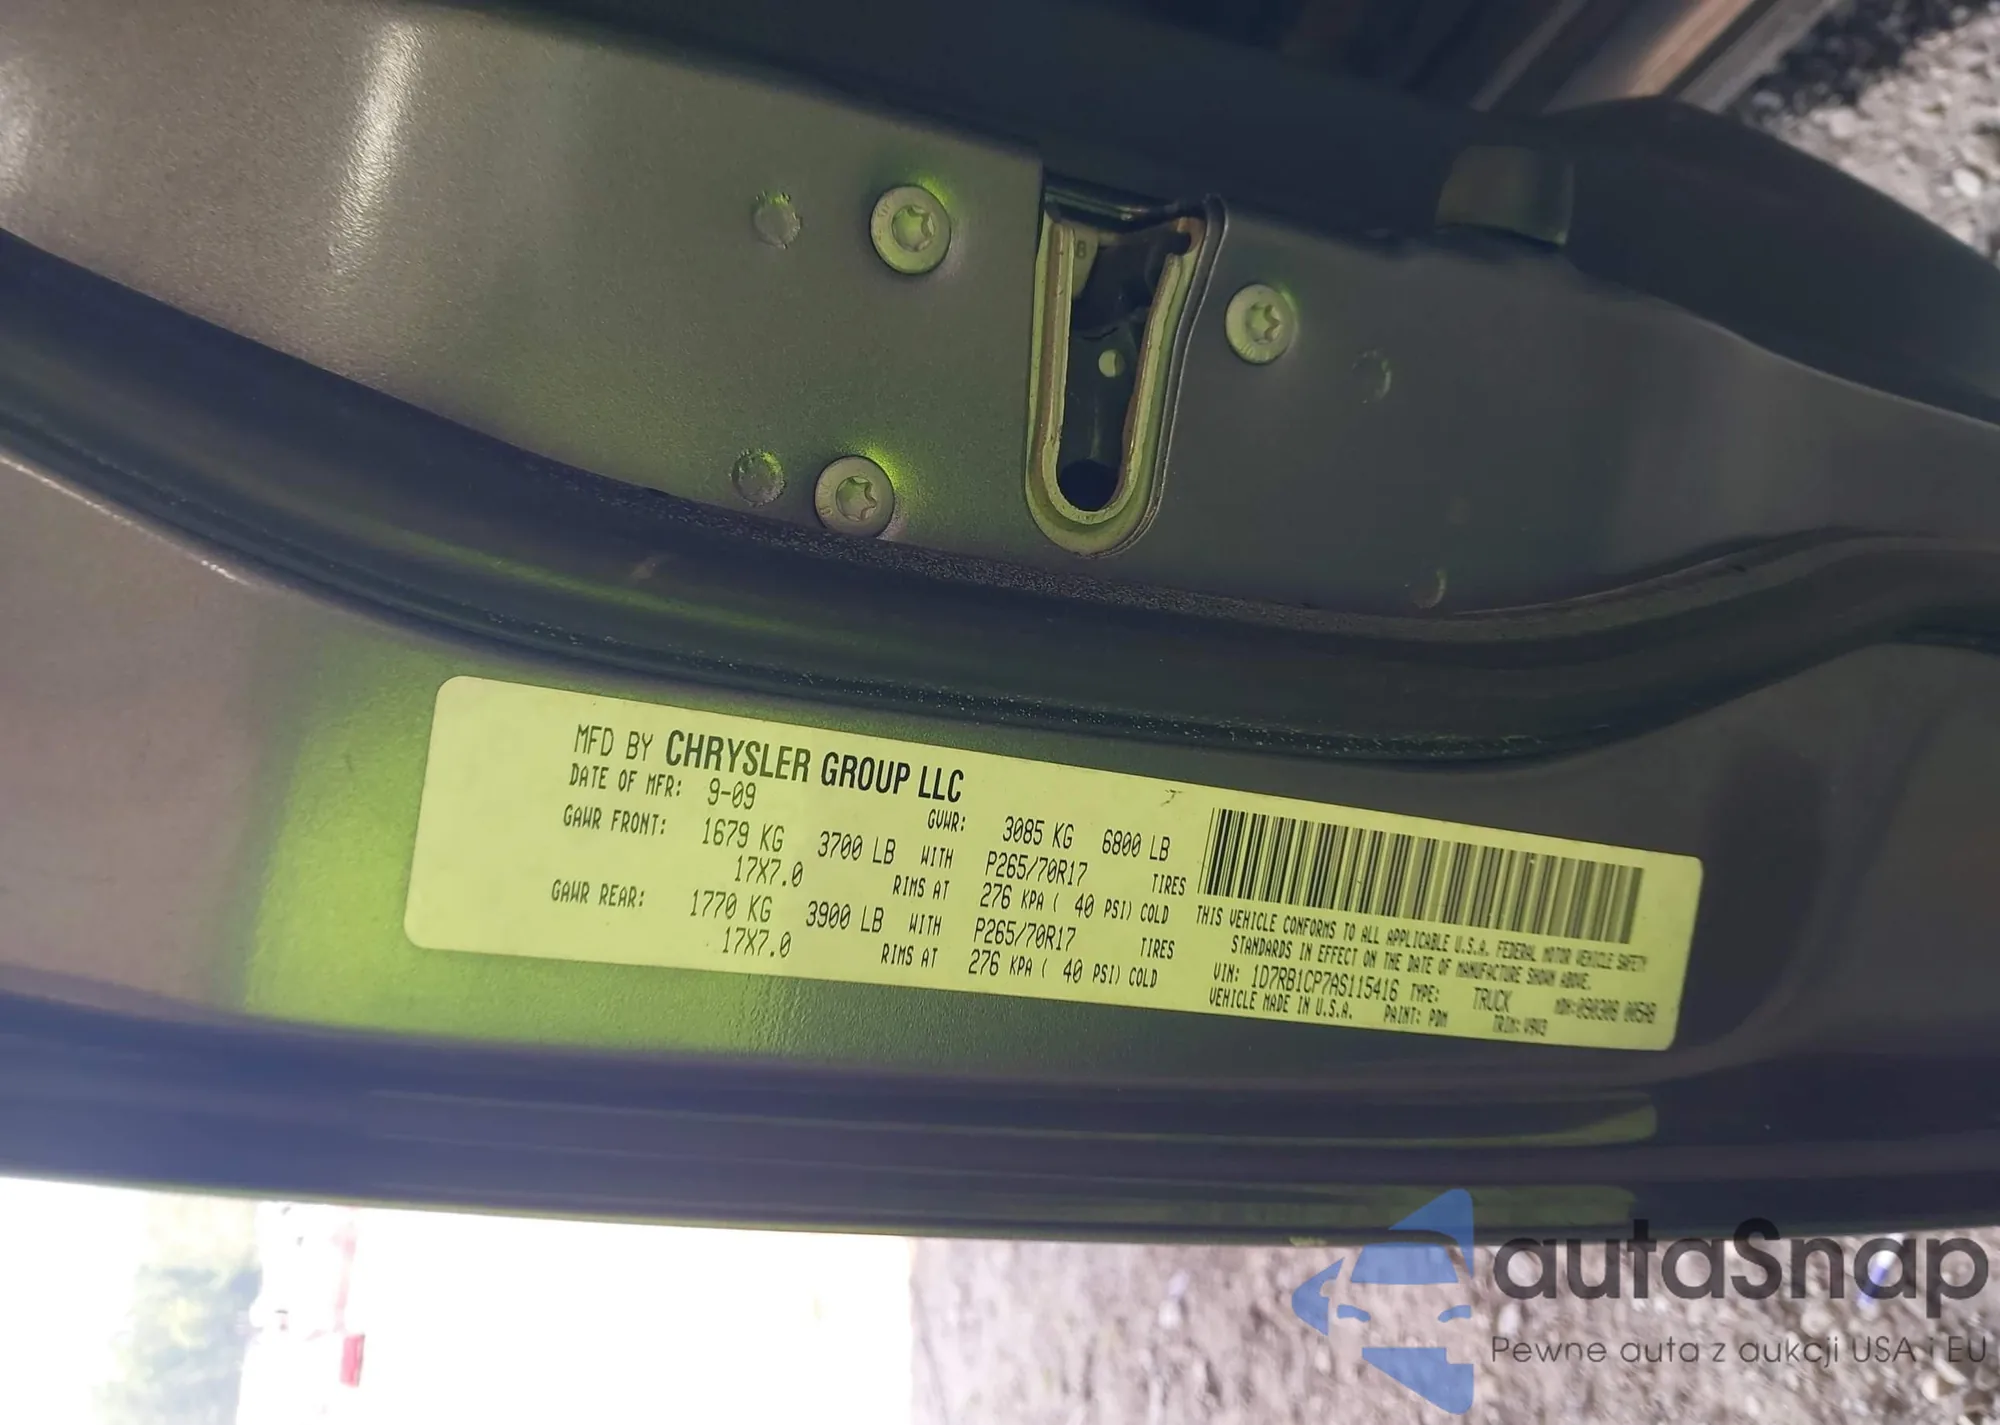 MFD BY CHRYSLER GROUP LLC
DATE OF MFR: 9-09 GVWR: 3085 KG 6800 LB
GAWR FRONT: 1679 KG 3700 LB WITH P265/70R17 TIRES
17X7.0 RIMS AT 276 KPA ( 40 PSI) COLD
GAWR REAR: 1770 KG 3900 LB WITH P265/70R17 TIRES
17X7.0 RIMS AT 276 KPA ( 40 PSI) COLD
THIS VEHICLE CONFORMS TO ALL APPLICABLE U.S.A. FEDERAL MOTOR VEHICLE SAFETY
STANDARDS IN EFFECT ON THE DATE OF MANUFACTURE SHOWN ABOVE.
VIN: 1D7RB1CP7AS115416 TYPE: TRUCK
VEHICLE MADE IN U.S.A. PAINT: PDM TRIM: V9V3
autaSnap
Pewne auta z aukcji USA i EU